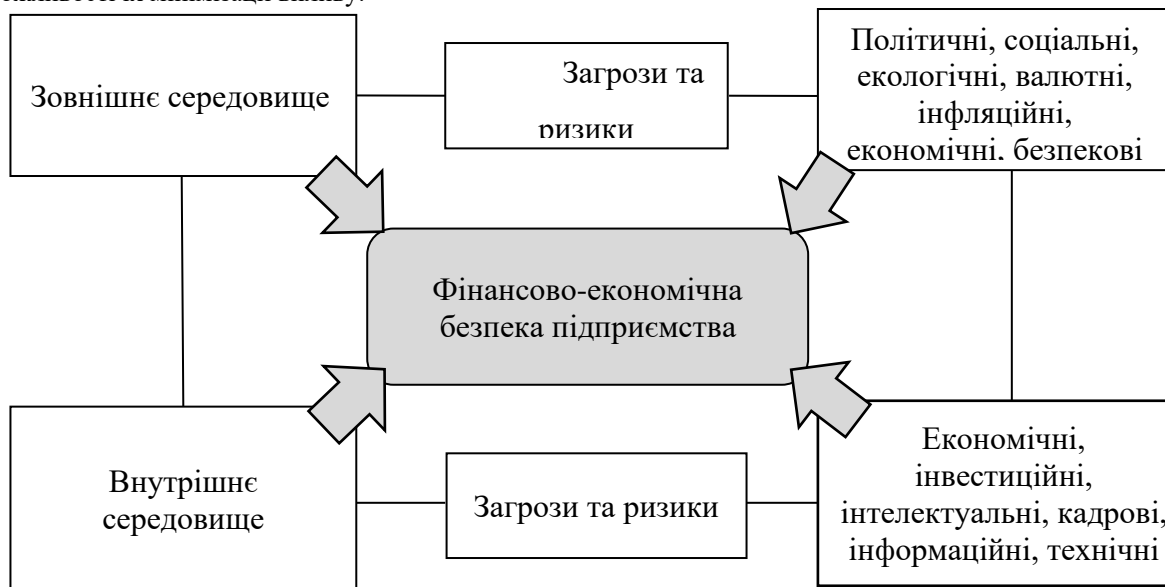 Зовнішнє середовище
Загрози та
ризики
Політичні, соціальні,
екологічні, валютні,
інфляційні,
економічні, безпекові
Фінансово-економічна
безпека підприємства
Внутрішнє
середовище
Загрози та ризики
Економічні,
інвестиційні,
інтелектуальні, кадрові,
інформаційні, технічні